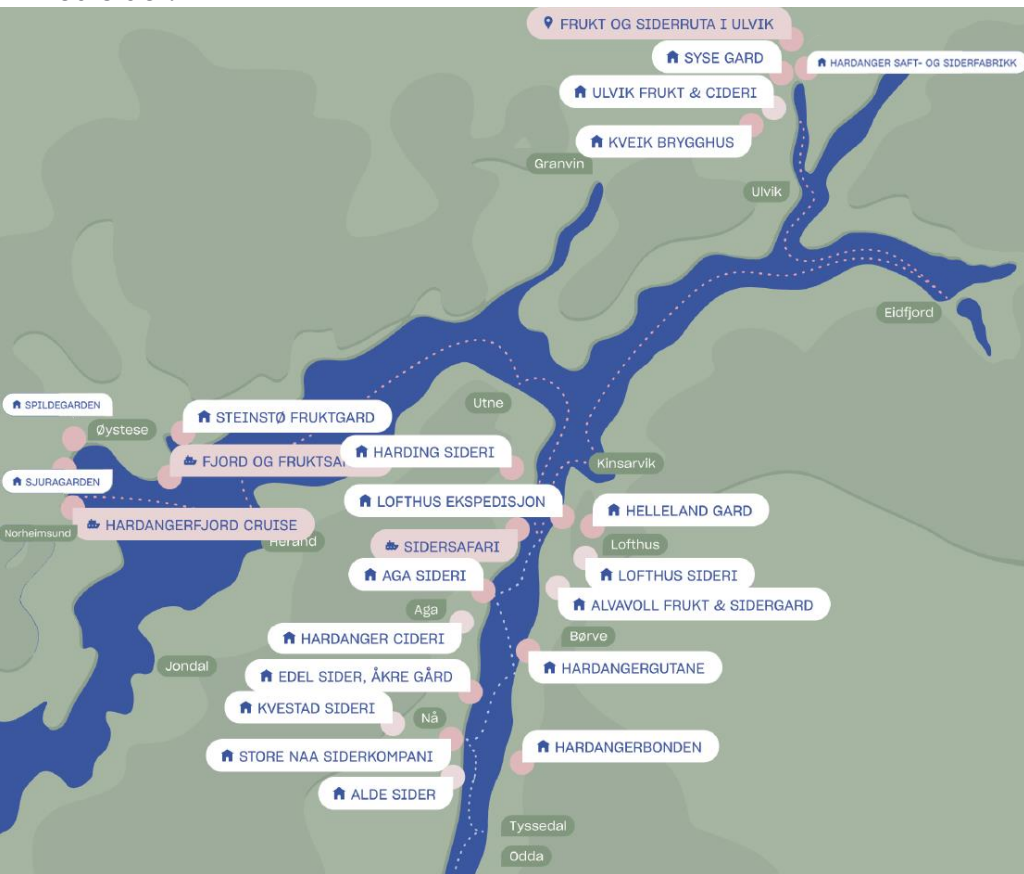 FRUKT OG SIDERRUTA I ULVIK
SYSE GARD
HARDANGER SAFT- OG SIDERFABRIKK
ULVIK FRUKT & CIDERI
KVEIK BRYGGHUS
Granvin
Ulvik
Eidfjord
Utne
SPILDEGARDEN
Øystese
STEINSTØ FRUKTGARD
HARDING SIDERI
FJORD OG
Kinsarvik
SJURAGARDEN
LOFTHUS EKSPEDISJON
HELLELAND GARD
HARDANGERFJORD CRUISE
Norheimsund
Herand
SIDERSAFARI
Lofthus
AGA SIDERI
LOFTHUS SIDERI
Aga
ALVAVOLL FRUKT & SIDERGARD
HARDANGER CIDERI
Børve
Jondal
EDEL SIDER, ÅKRE GÅRD
HARDANGERGUTANE
KVESTAD SIDERI
Nå
STORE NAA SIDERKOMPANI
HARDANGERBONDEN
ALDE SIDER
Tyssedal
Odda